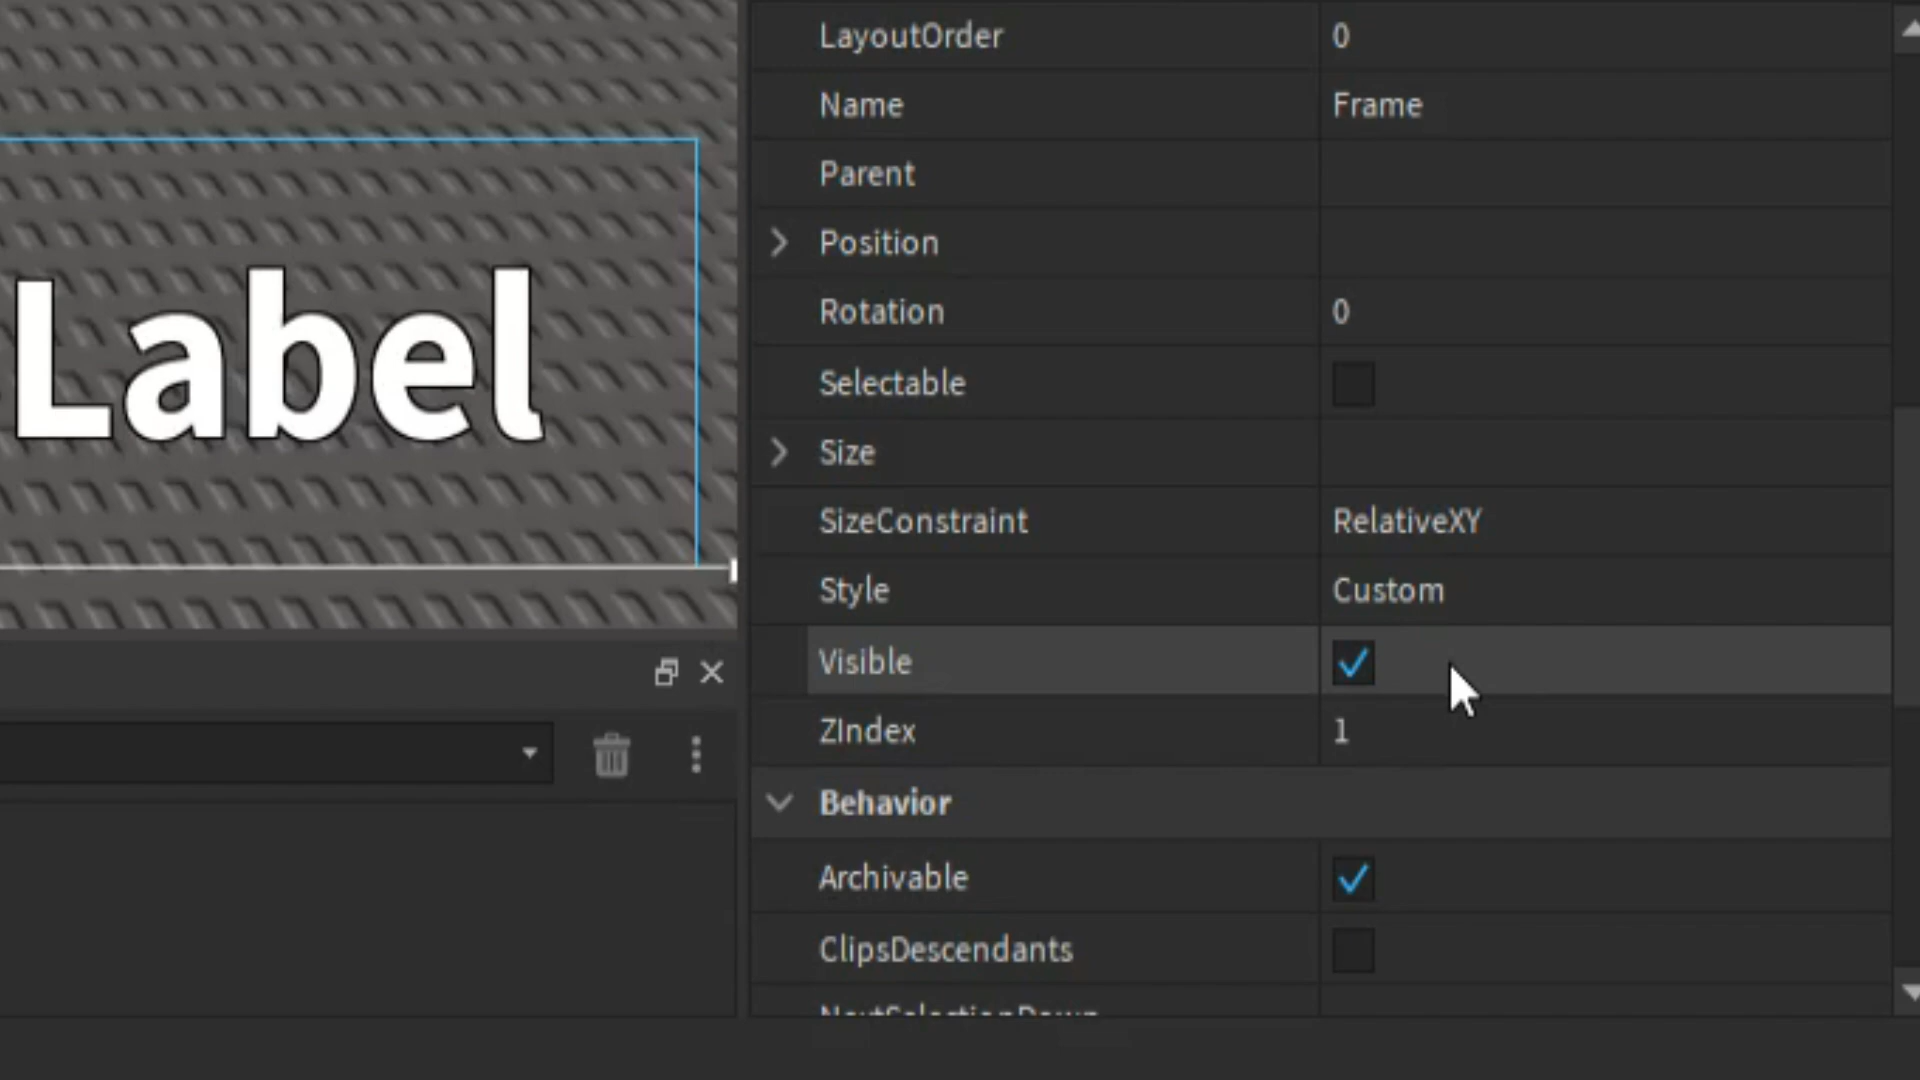 Label
LayoutOrder 0
Name Frame
Parent
Position
Rotation 0
Selectable
Size
SizeConstraint RelativeXY
Style Custom
Visible
ZIndex 1
Behavior
Archivable
ClipsDescendants
NextSelectionDown